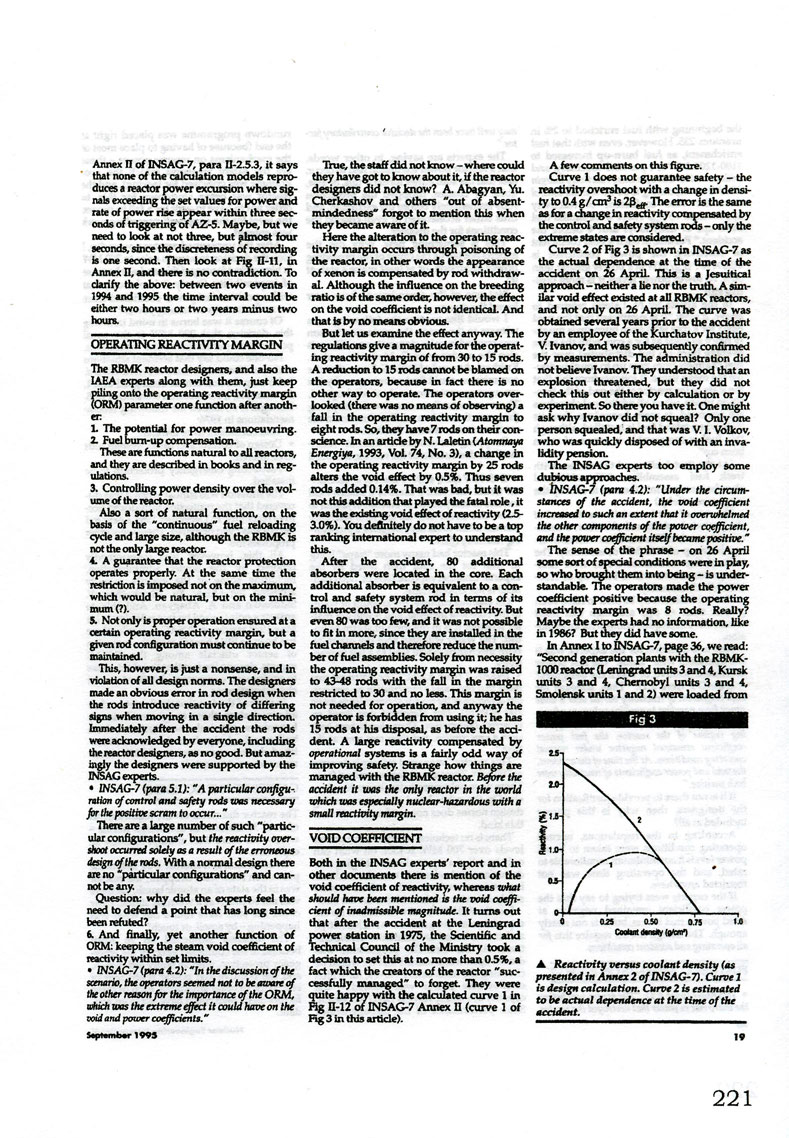 Annex II of INSAG-7, para II-2.5.3, it says
that none of the calculation models repro-
duces a reactor power excursion where sig-
nals exceeding the set values for power and
rate of power rise appear within three sec-
onds of triggering of AZ-5. Maybe, but we
need to look at not three, but almost four
seconds, since the discreteness of recording
is one second. Then look at Fig II-11, in
Annex II, and there is no contradiction. To
clarify the above: between two events in
1994 and 1995 the time interval could be
either two hours or two years minus two
hours.
OPERATING REACTIVITY MARGIN
The RBMK reactor designers, and also the
IAEA experts along with them, just keep
piling onto the operating reactivity margin
(ORM) parameter one function after anoth-
er:
1. The potential for power manoeuvring.
2. Fuel burn-up compensation.
These are functions natural to all reactors,
and they are described in books and in reg-
ulations.
3. Controlling power density over the vol-
ume of the reactor.
Also a sort of natural function, on the
basis of the "continuous" fuel reloading
cycle and large size, although the RBMK is
not the only large reactor.
4. A guarantee that the reactor protection
operates properly. At the same time the
restriction is imposed not on the maximum,
which would be natural, but on the mini-
mum (?).
5. Not only is proper operation ensured at a
certain operating reactivity margin, but a
given rod configuration must continue to be
maintained.
This, however, is just a nonsense, and in
violation of all design norms. The designers
made an obvious error in rod design when
the rods introduce reactivity of differing
signs when moving in a single direction.
Immediately after the accident the rods
were acknowledged by everyone, including
the reactor designers, as no good. But amaz-
ingly the designers were supported by the
INSAG experts.
• INSAG-7 (para 5.1): "A particular configu-
ration of control and safety rods was necessary
for the positive scram to occur..."
There are a large number of such "partic-
ular configurations", but the reactivity over-
shoot occurred solely as a result of the erroneous
design of the rods. With a normal design there
are no "particular configurations" and can-
not be any.
Question: why did the experts feel the
need to defend a point that has long since
been refuted?
6. And finally, yet another function of
ORM: keeping the steam void coefficient of
reactivity within set limits.
• INSAG-7 (para 4.2): "In the discussion of the
scenario, the operators seemed not to be aware of
the other reason for the importance of the ORM,
which was the extreme effect it could have on the
void and power coefficients."
True, the staff did not know – where could
they have got to know about it, if the reactor
designers did not know? A. Abagyan, Yu.
Cherkashov and others "out of absent-
mindedness" forgot to mention this when
they became aware of it.
Here the alteration to the operating reac-
tivity margin occurs through poisoning of
the reactor, in other words the appearance
of xenon is compensated by rod withdraw-
al. Although the influence on the breeding
ratio is of the same order, however, the effect
on the void coefficient is not identical. And
that is by no means obvious.
But let us examine the effect anyway. The
regulations give a magnitude for the operat-
ing reactivity margin of from 30 to 15 rods.
A reduction to 15 rods cannot be blamed on
the operators, because in fact there is no
other way to operate. The operators over-
looked (there was no means of observing) a
fall in the operating reactivity margin to
eight rods. So, they have 7 rods on their con-
science. In an article by N. Laletin (Atomnaya
Energiya, 1993, Vol. 74, No. 3), a change in
the operating reactivity margin by 25 rods
alters the void effect by 0.5%. Thus seven
rods added 0.14%. That was bad, but it was
not this addition that played the fatal role, it
was the existing void effect of reactivity (2.5-
3.0%). You definitely do not have to be a top
ranking international expert to understand
this.
After the accident, 80 additional
absorbers were located in the core. Each
additional absorber is equivalent to a con-
trol and safety system rod in terms of its
influence on the void effect of reactivity. But
even 80 was too few, and it was not possible
to fit in more, since they are installed in the
fuel channels and therefore reduce the num-
ber of fuel assemblies. Solely from necessity
the operating reactivity margin was raised
to 43-48 rods with the fall in the margin
restricted to 30 and no less. This margin is
not needed for operation, and anyway the
operator is forbidden from using it; he has
15 rods at his disposal, as before the acci-
dent. A large reactivity compensated by
operational systems is a fairly odd way of
improving safety. Strange how things are
managed with the RBMK reactor. Before the
accident it was the only reactor in the world
which was especially nuclear-hazardous with a
small reactivity margin.
VOID COEFFICIENT
Both in the INSAG experts' report and in
other documents there is mention of the
void coefficient of reactivity, whereas what
should have been mentioned is the void coeffi-
cient of inadmissible magnitude. It turns out
that after the accident at the Leningrad
power station in 1975, the Scientific and
Technical Council of the Ministry took a
decision to set this at no more than 0.5%, a
fact which the creators of the reactor "suc-
cessfully managed" to forget. They were
quite happy with the calculated curve 1 in
Fig II-12 of INSAG-7 Annex II (curve 1 of
Fig 3 in this article).
A few comments on this figure.
Curve 1 does not guarantee safety – the
reactivity overshoot with a change in densi-
ty to 0.4 g/cm³ is 2βeff. The error is the same
as for a change in reactivity compensated by
the control and safety system rods – only the
extreme states are considered.
Curve 2 of Fig 3 is shown in INSAG-7 as
the actual dependence at the time of the
accident on 26 April. This is a Jesuitical
approach – neither a lie nor the truth. A sim-
ilar void effect existed at all RBMK reactors,
and not only on 26 April. The curve was
obtained several years prior to the accident
by an employee of the Kurchatov Institute,
V. Ivanov, and was subsequently confirmed
by measurements. The administration did
not believe Ivanov. They understood that an
explosion threatened, but they did not
check this out either by calculation or by
experiment. So there you have it. One might
ask why Ivanov did not squeal? Only one
person squealed, and that was V. I. Volkov,
who was quickly disposed of with an inva-
lidity pension.
The INSAG experts too employ some
dubious approaches.
• INSAG-7 (para 4.2): "Under the circum-
stances of the accident, the void coefficient
increased to such an extent that it overwhelmed
the other components of the power coefficient,
and the power coefficient itself became positive."
The sense of the phrase – on 26 April
some sort of special conditions were in play,
so who brought them into being – is under-
standable. The operators made the power
coefficient positive because the operating
reactivity margin was 8 rods. Really?
Maybe the experts had no information, like
in 1986? But they did have some.
In Annex I to INSAG-7, page 36, we read:
"Second generation plants with the RBMK-
1000 reactor (Leningrad units 3 and 4, Kursk
units 3 and 4, Chernobyl units 3 and 4,
Smolensk units 1 and 2) were loaded from
Fig 3
2.5
2.0
1.5
1.0
0.5
0
Reactivity (%)
2
1
0
0.25
0.50
0.75
1.0
Coolant density (g/cm³)
▲ Reactivity versus coolant density (as
presented in Annex 2 of INSAG-7). Curve 1
is design calculation. Curve 2 is estimated
to be actual dependence at the time of the
accident.
September 1995
19
221